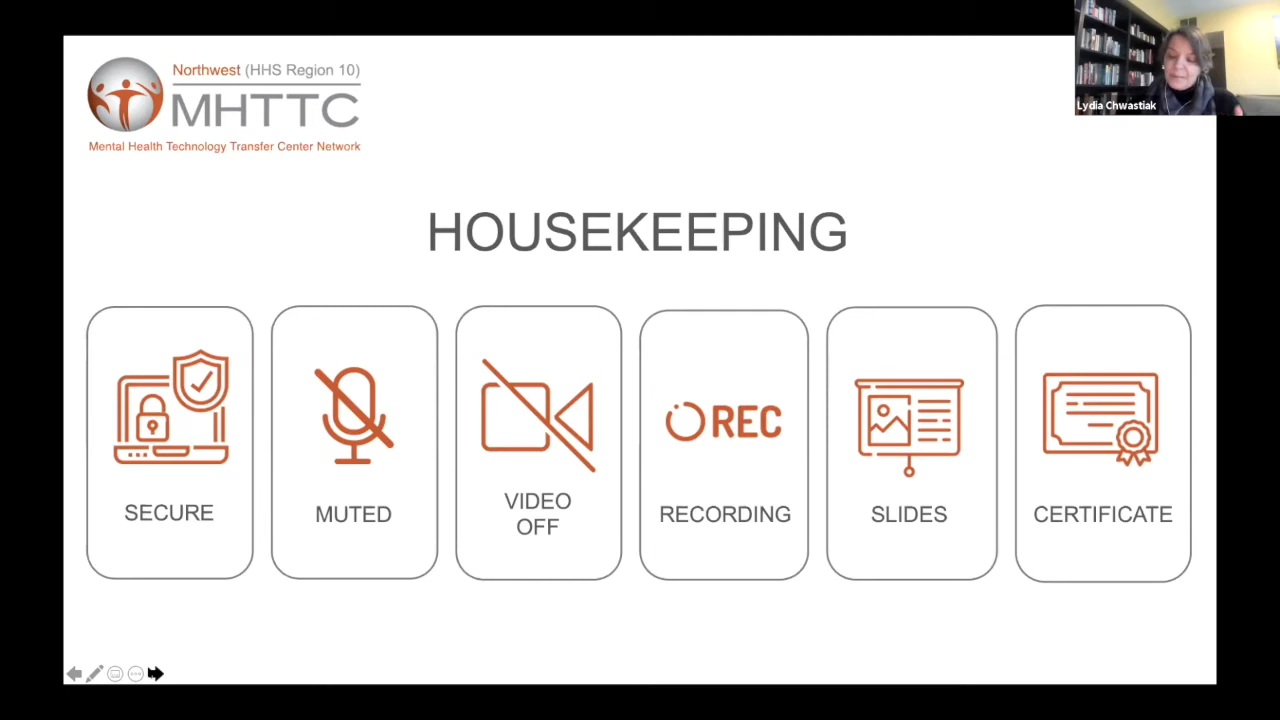 Northwest (HHS Region 10)
MHTTC
Mental Health Technology Transfer Center Network
Lydia Chwastiak
HOUSEKEEPING
REC
SECURE
MUTED
VIDEO
OFF
RECORDING
SLIDES
CERTIFICATE